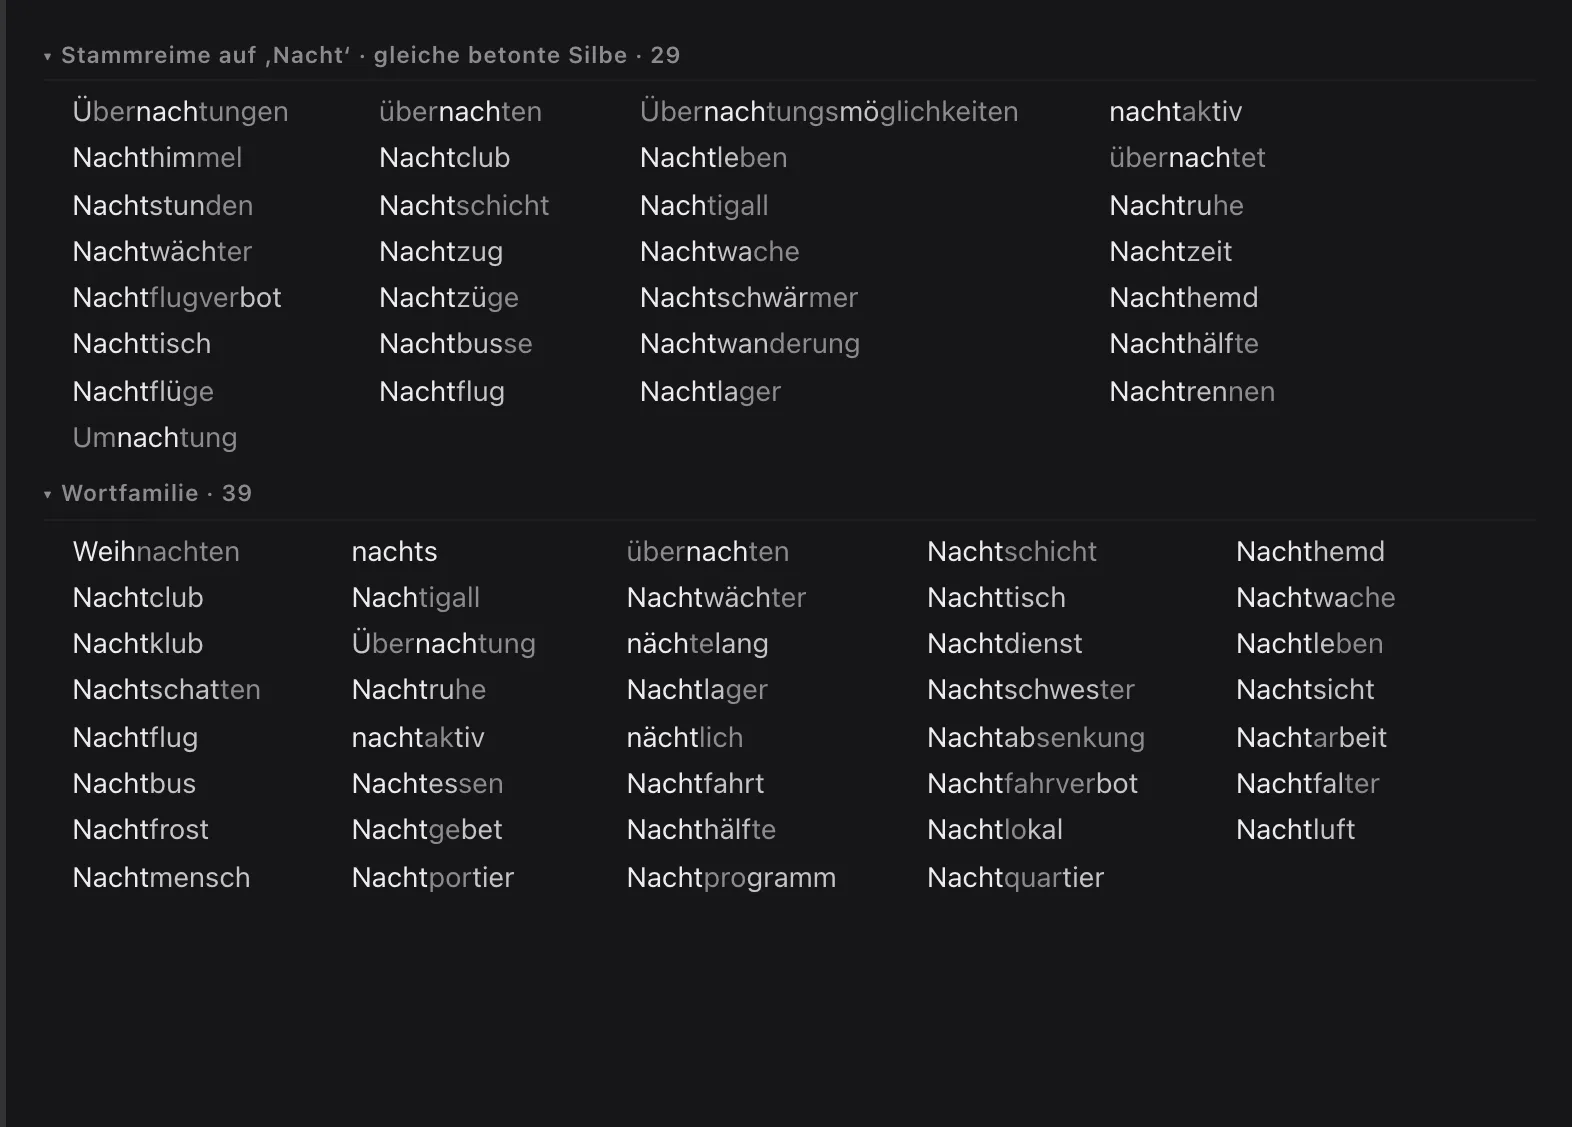 ▾ Stammreime auf ‚Nacht‘ · gleiche betonte Silbe · 29
Übernachtungen übernachten Übernachtungsmöglichkeiten nachtaktiv
Nachthimmel Nachtclub Nachtleben übernachtet
Nachtstunden Nachtschicht Nachtigall Nachtruhe
Nachtwächter Nachtzug Nachtwache Nachtzeit
Nachtflugverbot Nachtzüge Nachtschwärmer Nachthemd
Nachttisch Nachtbusse Nachtwanderung Nachthälfte
Nachtflüge Nachtflug Nachtlager Nachtrennen
Umnachtung
▾ Wortfamilie · 39
Weihnachten nachts übernachten Nachtschicht Nachthemd
Nachtclub Nachtigall Nachtwächter Nachttisch Nachtwache
Nachtklub Übernachtung nächtelang Nachtdienst Nachtleben
Nachtschatten Nachtruhe Nachtlager Nachtschwester Nachtsicht
Nachtflug nachtaktiv nächtlich Nachtabsenkung Nachtarbeit
Nachtbus Nachtessen Nachtfahrt Nachtfahrverbot Nachtfalter
Nachtfrost Nachtgebet Nachthälfte Nachtlokal Nachtluft
Nachtmensch Nachtportier Nachtprogramm Nachtquartier